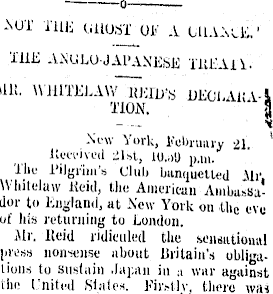 NOT THE GHOST OF A CHANCE.'
THE ANGLO-JAPANESE TREATY.
MR. WHITELAW REID'S DECLARA-
TION.
New York, February 21.
Received 21st, 10.59 p.m.
The Pilgrim's Club banquetted Mr.
Whitelaw Reid, the American Ambassa-
dor to England, at New York on the eve
of his returning to London.
Mr. Reid ridiculed the sensational
press nonsense about Britain's obliga-
tions to sustain Japan in a war against
the United States. Firstly, there was